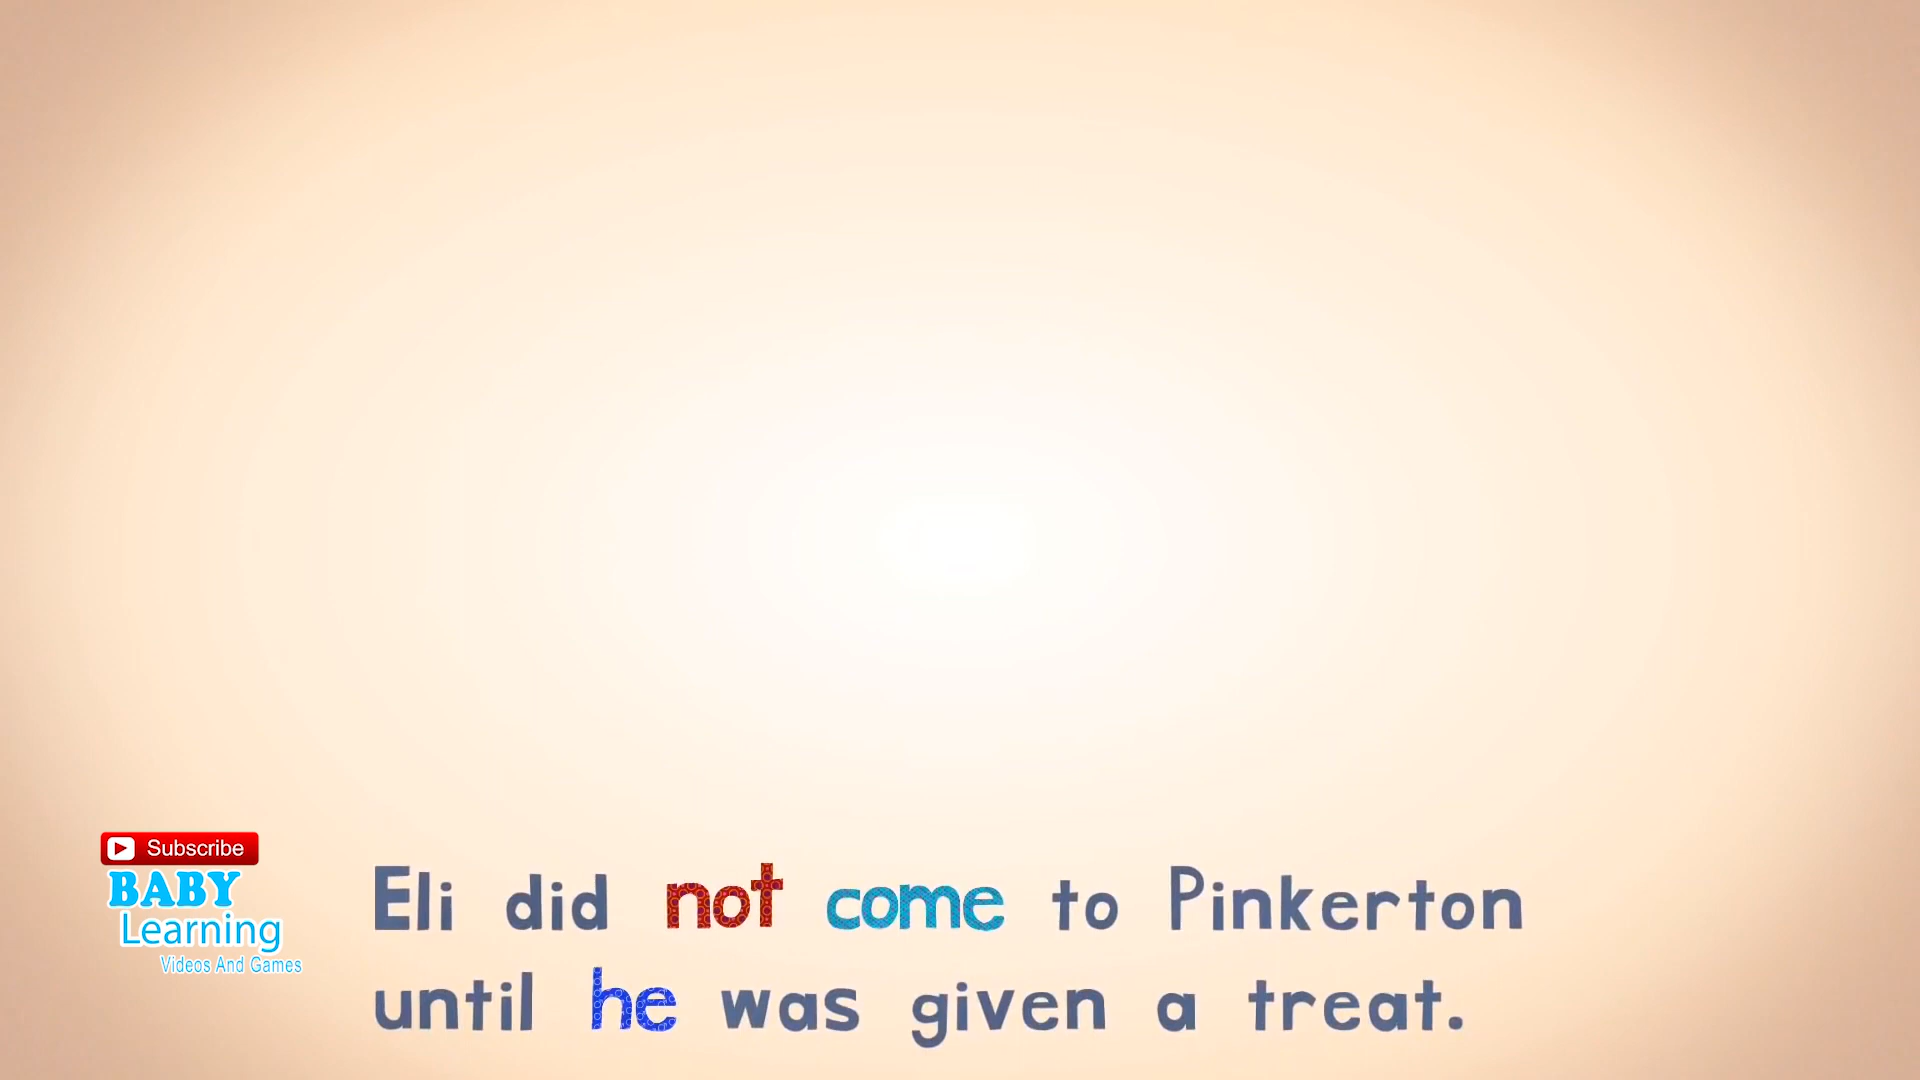 Subscribe
BABY
Learning
Videos And Games
Eli did not come to Pinkerton
until he was given a treat.